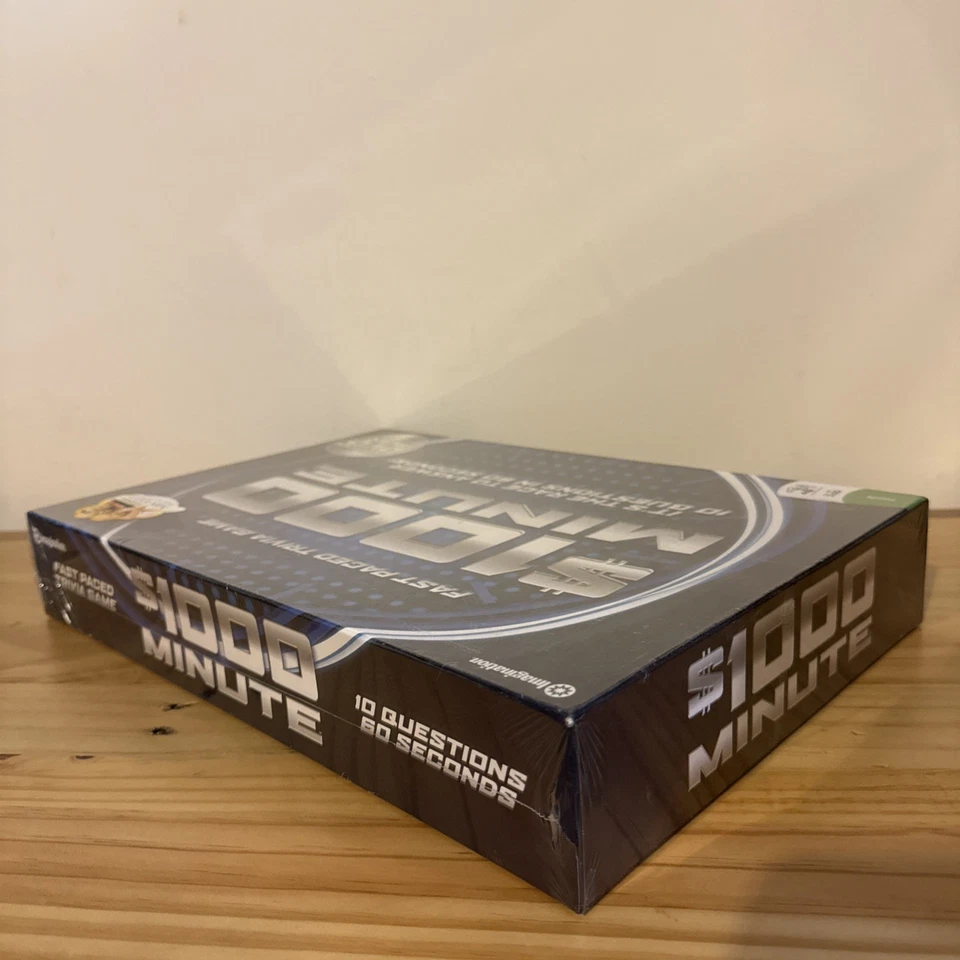 FAST PACED TRIVIA GAME
$1000
MINUTE
10 QUESTIONS IN 60 SECONDS
Imagination
FAST PACED
TRIVIA GAME
$1000
MINUTE
10 QUESTIONS
60 SECONDS
$1000
MINUTE